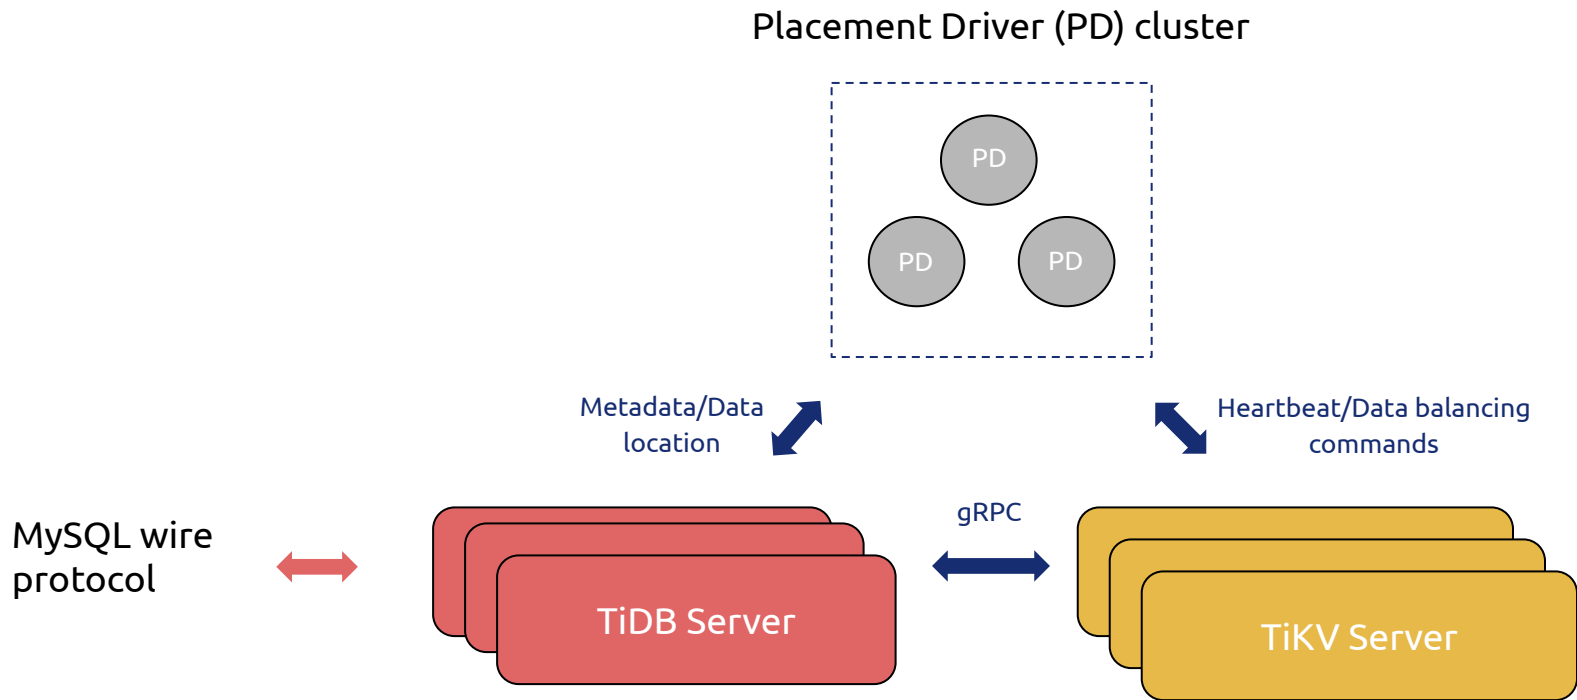 Placement Driver (PD) cluster
PD
PD
PD
Metadata/Data
location
Heartbeat/Data balancing
commands
gRPC
MySQL wire
protocol
TiDB Server
TiKV Server